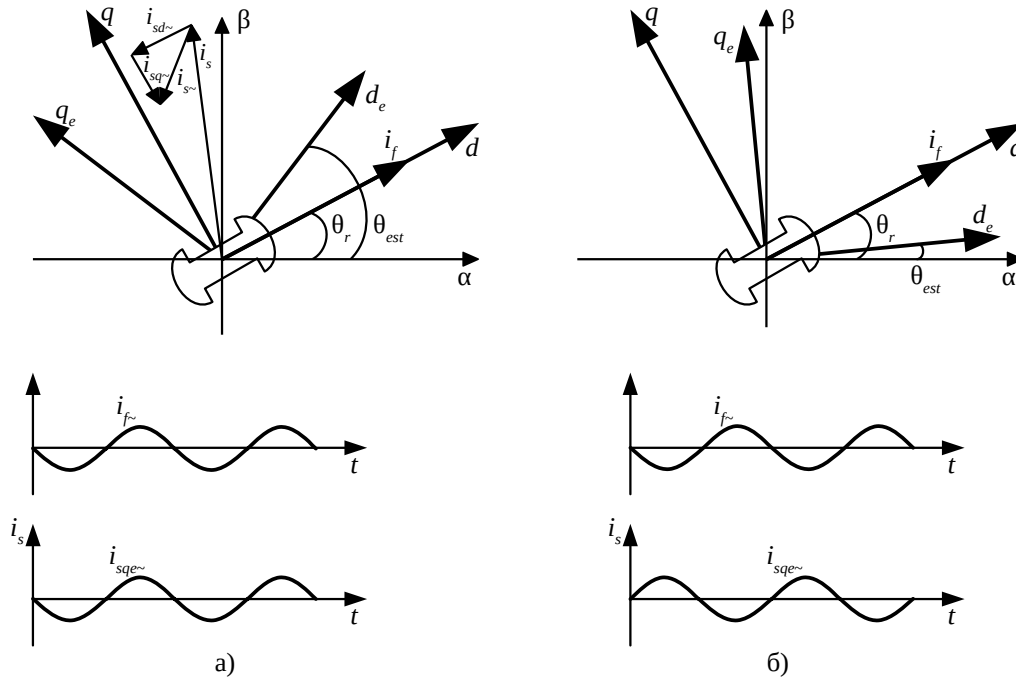 q
i_sd~
β
i_s
i_sq~
i_s~
q_e
d_e
i_f
d
θ_r
θ_est
α
q
β
q_e
i_f
d
θ_r
d_e
θ_est
α
i_f~
t
i_f~
t
i_s
i_sqe~
t
i_s
i_sqe~
t
а)
б)